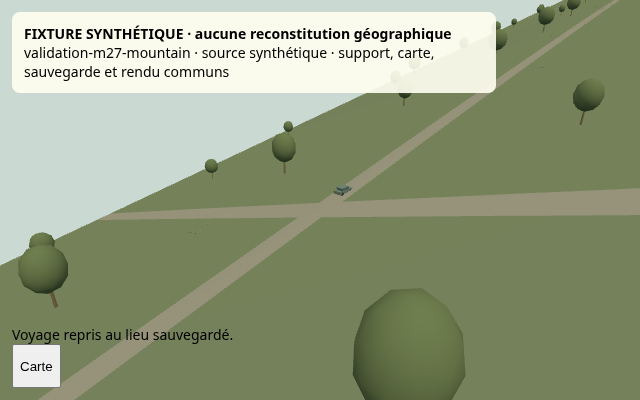 FIXTURE SYNTHÉTIQUE · aucune reconstitution géographique
validation-m27-mountain · source synthétique · support, carte,
sauvegarde et rendu communs
Voyage repris au lieu sauvegardé.
Carte